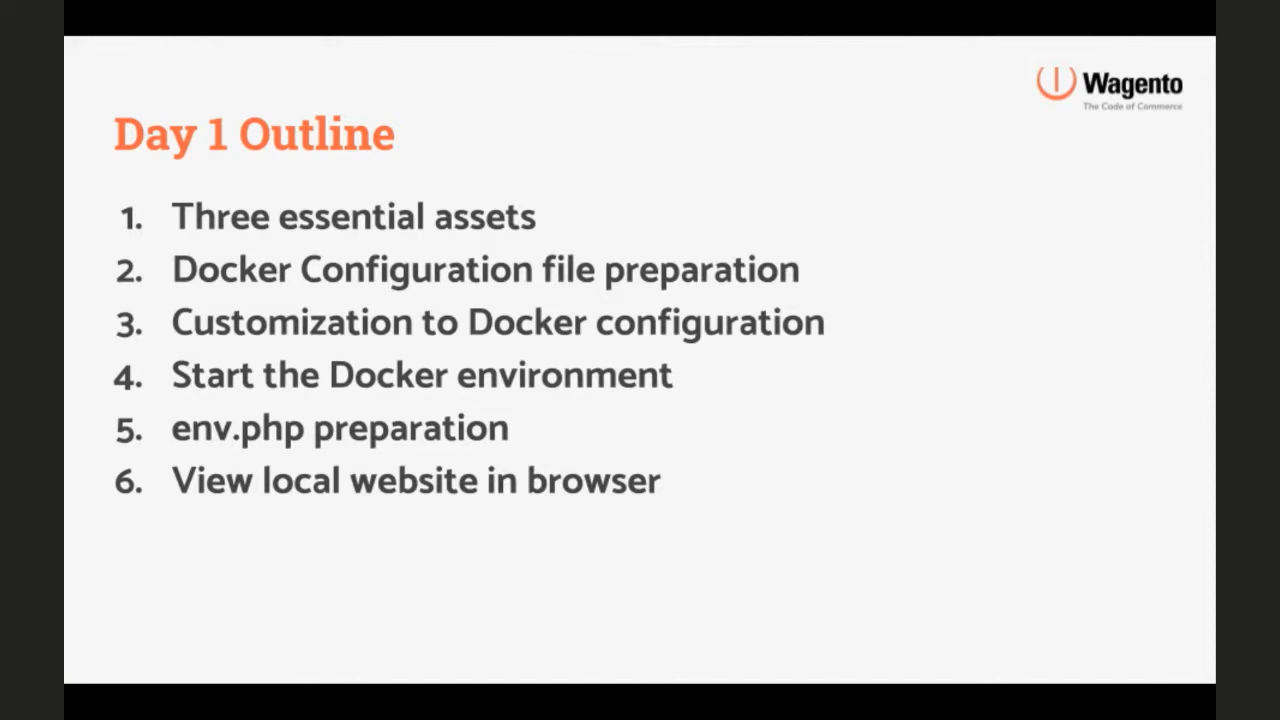 Wagento
The Code of Commerce
Day 1 Outline
1. Three essential assets
2. Docker Configuration file preparation
3. Customization to Docker configuration
4. Start the Docker environment
5. env.php preparation
6. View local website in browser